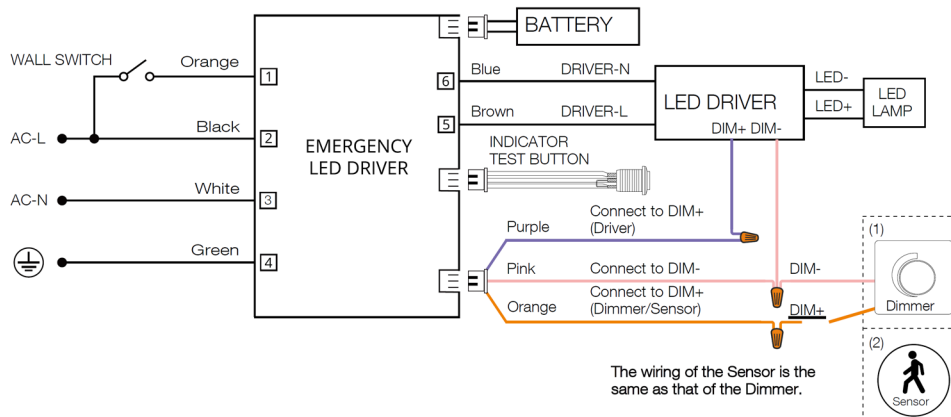 BATTERY
WALL SWITCH
Orange
1
6
Blue
DRIVER-N
LED DRIVER
LED-
LED+
LED
LAMP
AC-L
Black
2
5
Brown
DRIVER-L
DIM+ DIM-
EMERGENCY
LED DRIVER
INDICATOR
TEST BUTTON
AC-N
White
3
Purple
Connect to DIM+
(Driver)
Green
4
Pink
Connect to DIM-
DIM-
Orange
Connect to DIM+
(Dimmer/Sensor)
DIM+
(1)
Dimmer
The wiring of the Sensor is the
same as that of the Dimmer.
(2)
Sensor